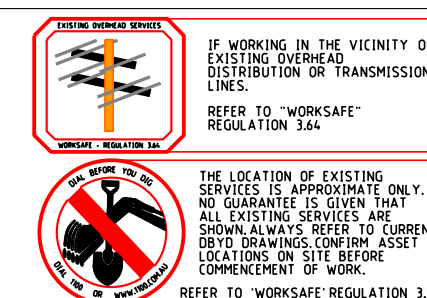 EXISTING OVERHEAD SERVICES
WORKSAFE - REGULATION 3.64
IF WORKING IN THE VICINITY
EXISTING OVERHEAD
DISTRIBUTION OR TRANSMISSION
LINES.
REFER TO "WORKSAFE"
REGULATION 3.64
DIAL BEFORE YOU DIG
DIAL 1100 OR WWW.1100.COM.AU
THE LOCATION OF EXISTING
SERVICES IS APPROXIMATE ONLY.
NO GUARANTEE IS GIVEN THAT
ALL EXISTING SERVICES ARE
SHOWN.ALWAYS REFER TO
DBYD DRAWINGS.CONFIRM ASSET
LOCATIONS ON SITE BEFORE
COMMENCEMENT OF WORK.
REFER TO 'WORKSAFE' REGULATION